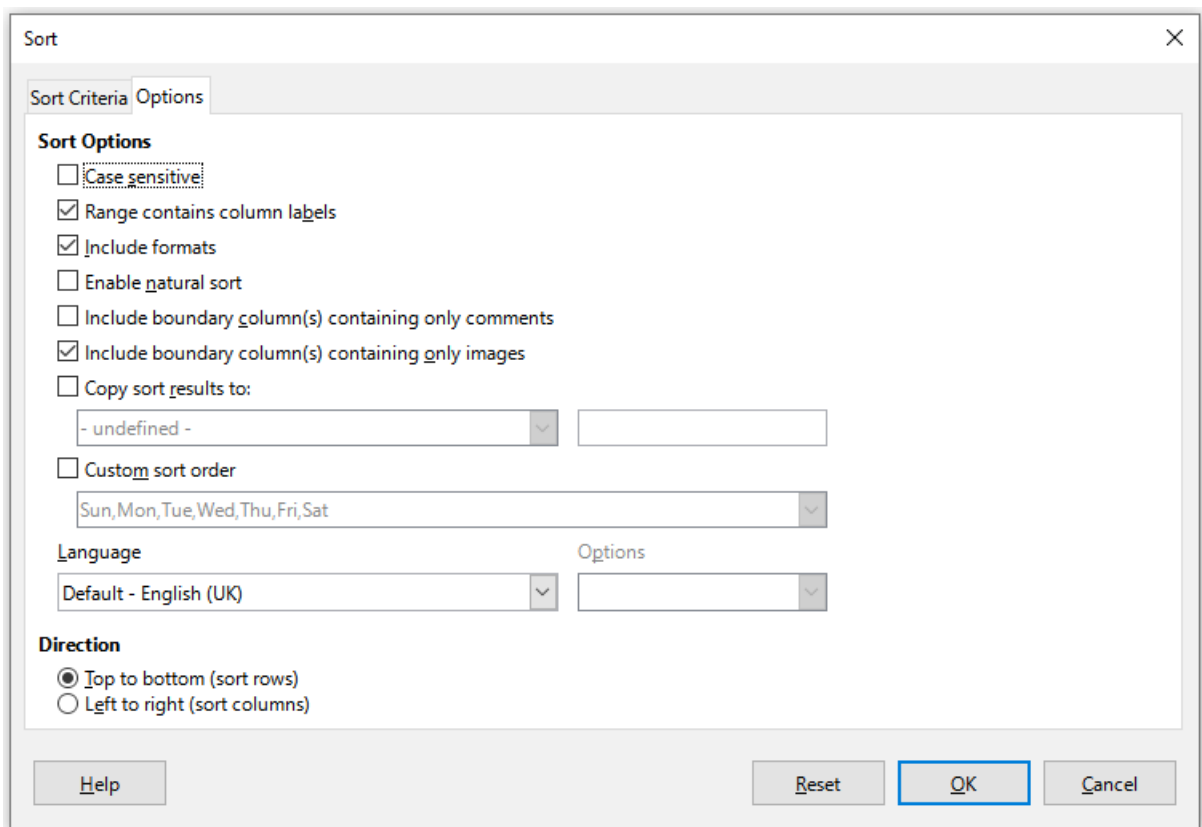 Sort
Sort Criteria Options
Sort Options
Case sensitive
Range contains column labels
Include formats
Enable natural sort
Include boundary column(s) containing only comments
Include boundary column(s) containing only images
Copy sort results to:
- undefined -
Custom sort order
Sun,Mon,Tue,Wed,Thu,Fri,Sat
Language Options
Default - English (UK)
Direction
Top to bottom (sort rows)
Left to right (sort columns)
Help Reset OK Cancel